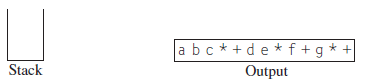 a b c * + d e * f + g * +
Stack
Output